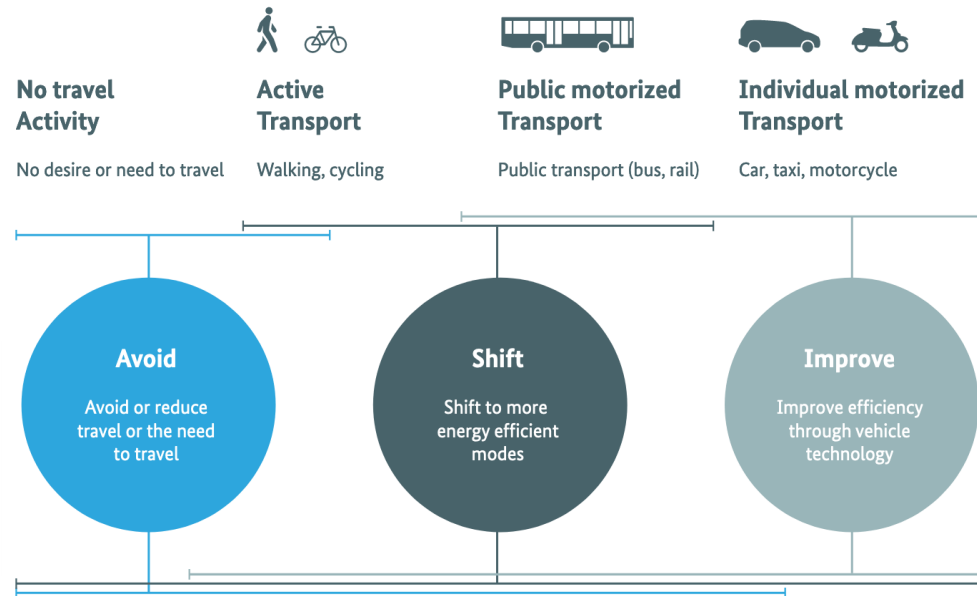 No travel
Activity
No desire or need to travel
Active
Transport
Walking, cycling
Public motorized
Transport
Public transport (bus, rail)
Individual motorized
Transport
Car, taxi, motorcycle
Avoid
Avoid or reduce
travel or the need
to travel
Shift
Shift to more
energy efficient
modes
Improve
Improve efficiency
through vehicle
technology